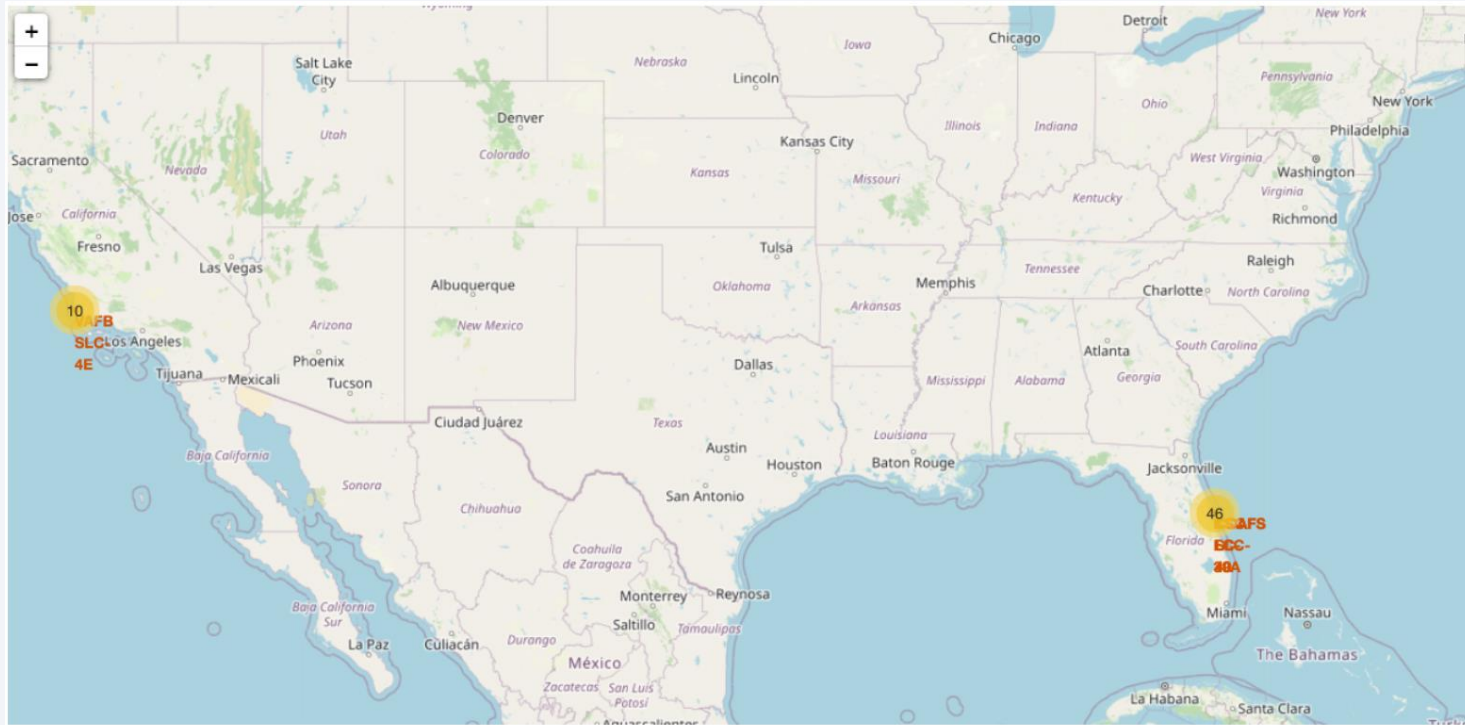 +
−
Wyoming
Detroit
New York
Chicago
Iowa
Salt Lake
City
Nebraska
Lincoln
Pennsylvania
New York
Ohio
Denver
Utah
Illinois
Indiana
Philadelphia
Kansas City
Colorado
Sacramento
West Virginia
Nevada
Kansas
Missouri
Washington
Virginia
Kentucky
Jose
California
Richmond
Fresno
Tulsa
Las Vegas
Raleigh
Tennessee
Albuquerque
Oklahoma
Memphis
Charlotte
North Carolina
Arkansas
10
VAFB
SLC-
4E
Arizona
New Mexico
Los Angeles
South Carolina
Atlanta
Phoenix
Dallas
Tijuana
Mexicali
Tucson
Mississippi
Alabama
Georgia
Ciudad Juárez
Texas
Louisiana
Austin
Baja California
Houston
Baton Rouge
Jacksonville
Sonora
San Antonio
Chihuahua
46
Florida
Coahuila
de Zaragoza
Monterrey
Reynosa
Baja California
Sur
Saltillo
Tamaulipas
Miami
Nassau
La Paz
Culiacán
Durango
The Bahamas
México
Zacatecas
San Luis
Potosí
La Habana
Santa Clara
Aguascalientes